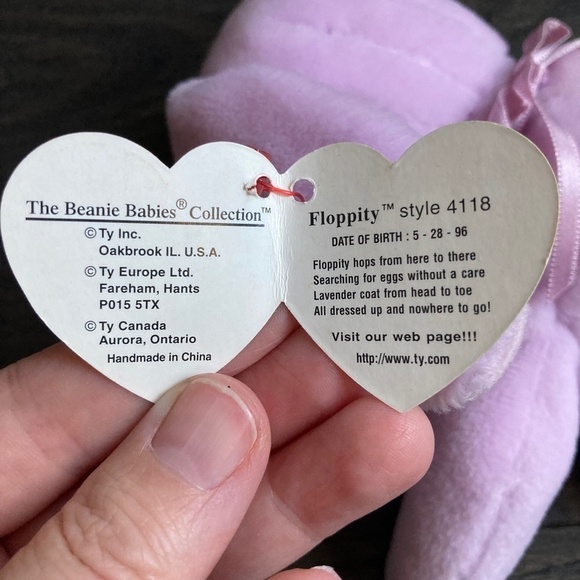 The Beanie Babies® Collection™
©Ty Inc.
Oakbrook IL. U.S.A.
©Ty Europe Ltd.
Fareham, Hants
P015 5TX
©Ty Canada
Aurora, Ontario
Handmade in China
Floppity™ style 4118
DATE OF BIRTH : 5 - 28 - 96
Floppity hops from here to there
Searching for eggs without a care
Lavender coat from head to toe
All dressed up and nowhere to go!
Visit our web page!!!
http://www.ty.com